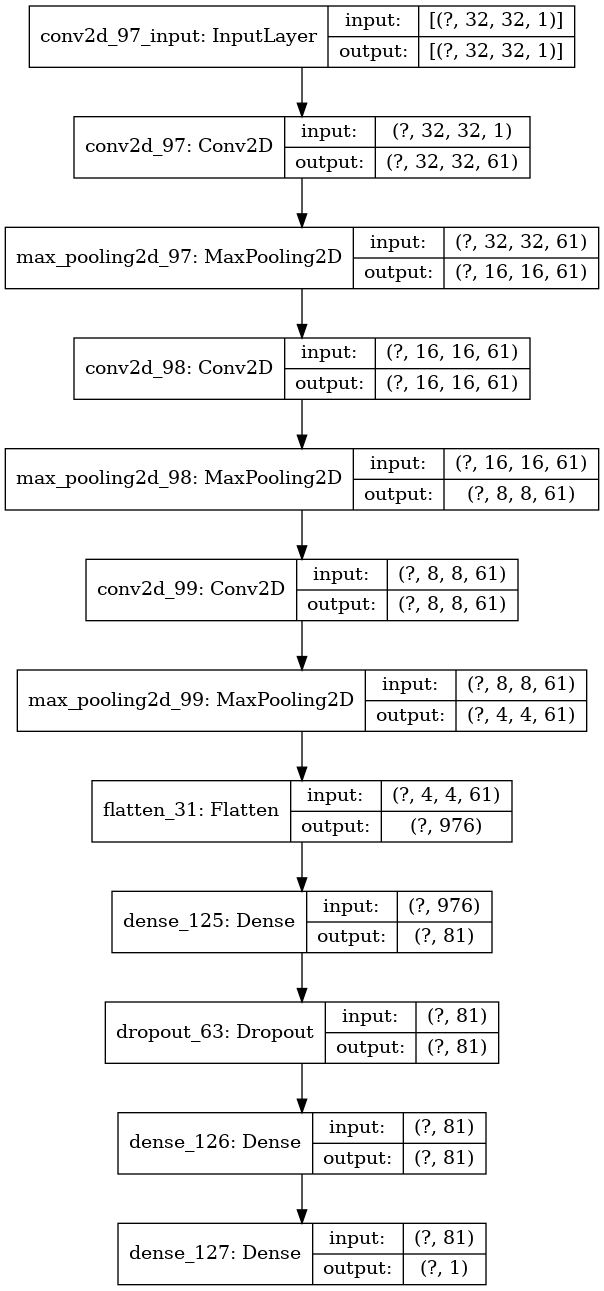 conv2d_97_input: InputLayer
input: [(?, 32, 32, 1)]
output: [(?, 32, 32, 1)]
conv2d_97: Conv2D
input: (?, 32, 32, 1)
output: (?, 32, 32, 61)
max_pooling2d_97: MaxPooling2D
input: (?, 32, 32, 61)
output: (?, 16, 16, 61)
conv2d_98: Conv2D
input: (?, 16, 16, 61)
output: (?, 16, 16, 61)
max_pooling2d_98: MaxPooling2D
input: (?, 16, 16, 61)
output: (?, 8, 8, 61)
conv2d_99: Conv2D
input: (?, 8, 8, 61)
output: (?, 8, 8, 61)
max_pooling2d_99: MaxPooling2D
input: (?, 8, 8, 61)
output: (?, 4, 4, 61)
flatten_31: Flatten
input: (?, 4, 4, 61)
output: (?, 976)
dense_125: Dense
input: (?, 976)
output: (?, 81)
dropout_63: Dropout
input: (?, 81)
output: (?, 81)
dense_126: Dense
input: (?, 81)
output: (?, 81)
dense_127: Dense
input: (?, 81)
output: (?, 1)